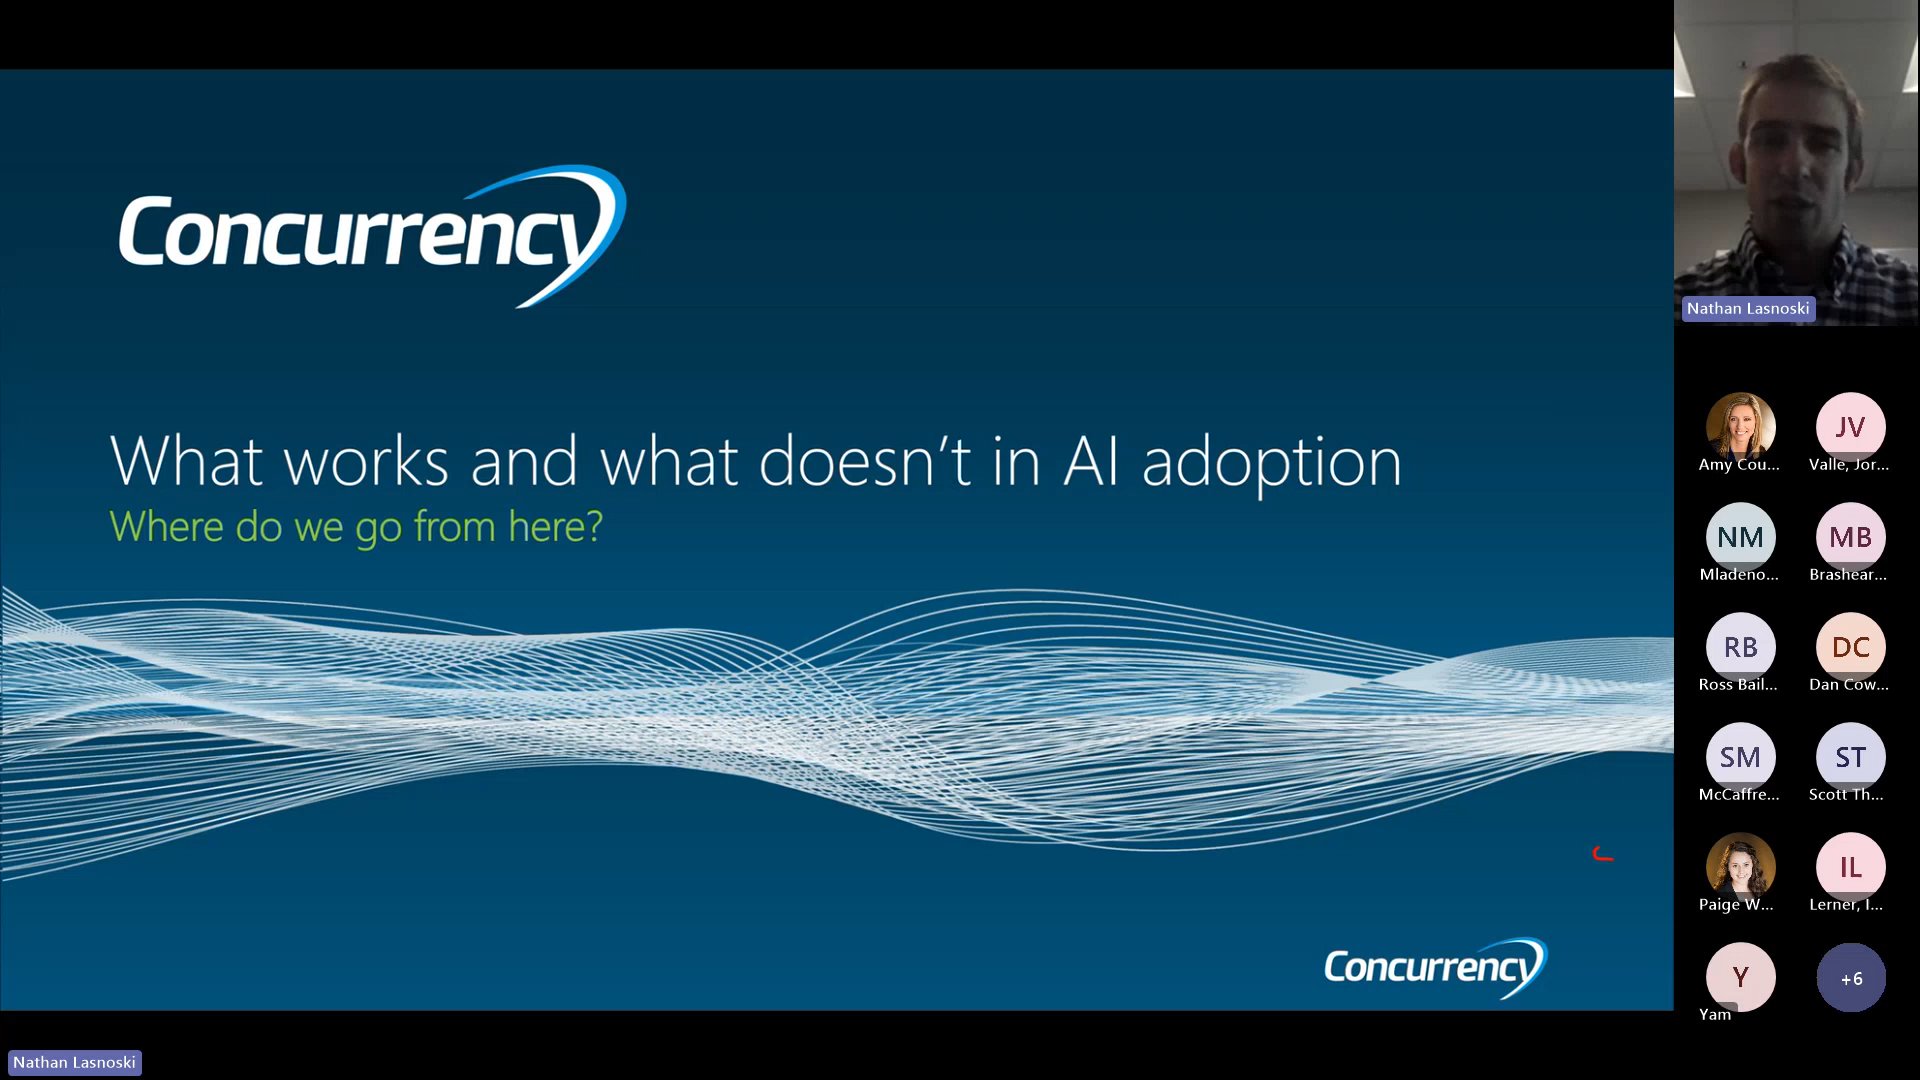 Concurrency
What works and what doesn't in AI adoption
Where do we go from here?
Concurrency
Nathan Lasnoski
Nathan Lasnoski
Amy Cou...
JV
Valle, Jor...
NM
Mladeno...
MB
Brashear...
RB
Ross Bail...
DC
Dan Cow...
SM
McCaffre...
ST
Scott Th...
Paige W...
IL
Lerner, I...
Y
Yam
+6